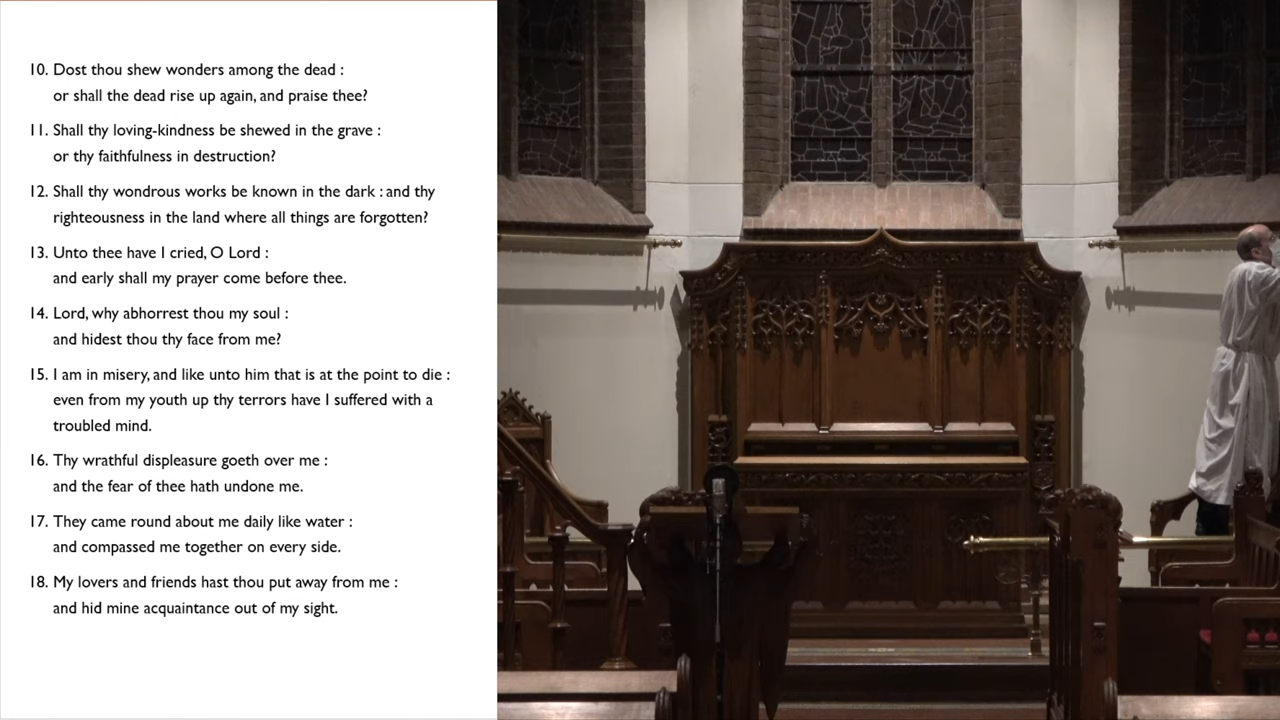 10. Dost thou shew wonders among the dead :
or shall the dead rise up again, and praise thee?
11. Shall thy loving-kindness be shewed in the grave :
or thy faithfulness in destruction?
12. Shall thy wondrous works be known in the dark : and thy
righteousness in the land where all things are forgotten?
13. Unto thee have I cried, O Lord :
and early shall my prayer come before thee.
14. Lord, why abhorrest thou my soul :
and hidest thou thy face from me?
15. I am in misery, and like unto him that is at the point to die :
even from my youth up thy terrors have I suffered with a
troubled mind.
16. Thy wrathful displeasure goeth over me :
and the fear of thee hath undone me.
17. They came round about me daily like water :
and compassed me together on every side.
18. My lovers and friends hast thou put away from me :
and hid mine acquaintance out of my sight.